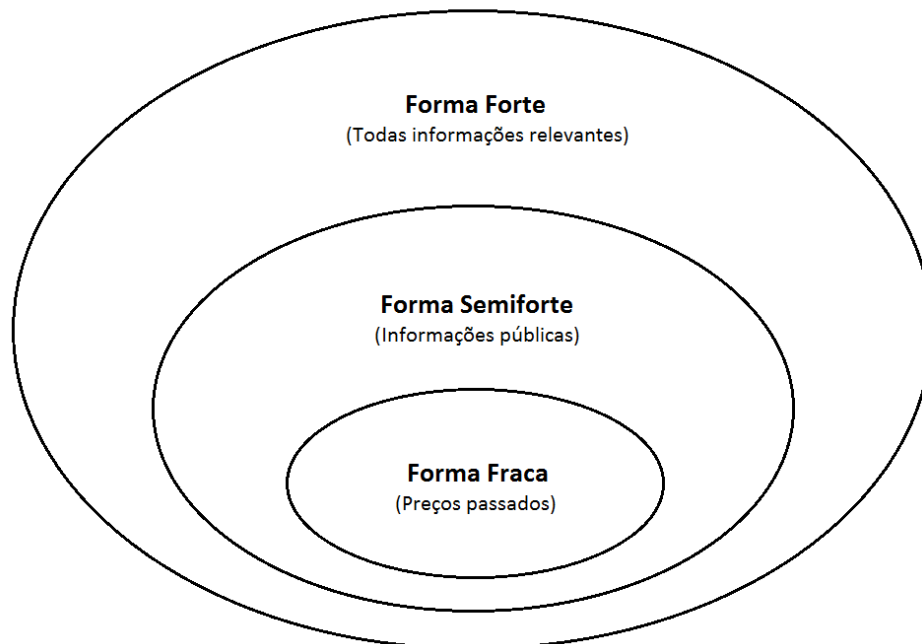 Forma Forte
(Todas informações relevantes)
Forma Semiforte
(Informações públicas)
Forma Fraca
(Preços passados)